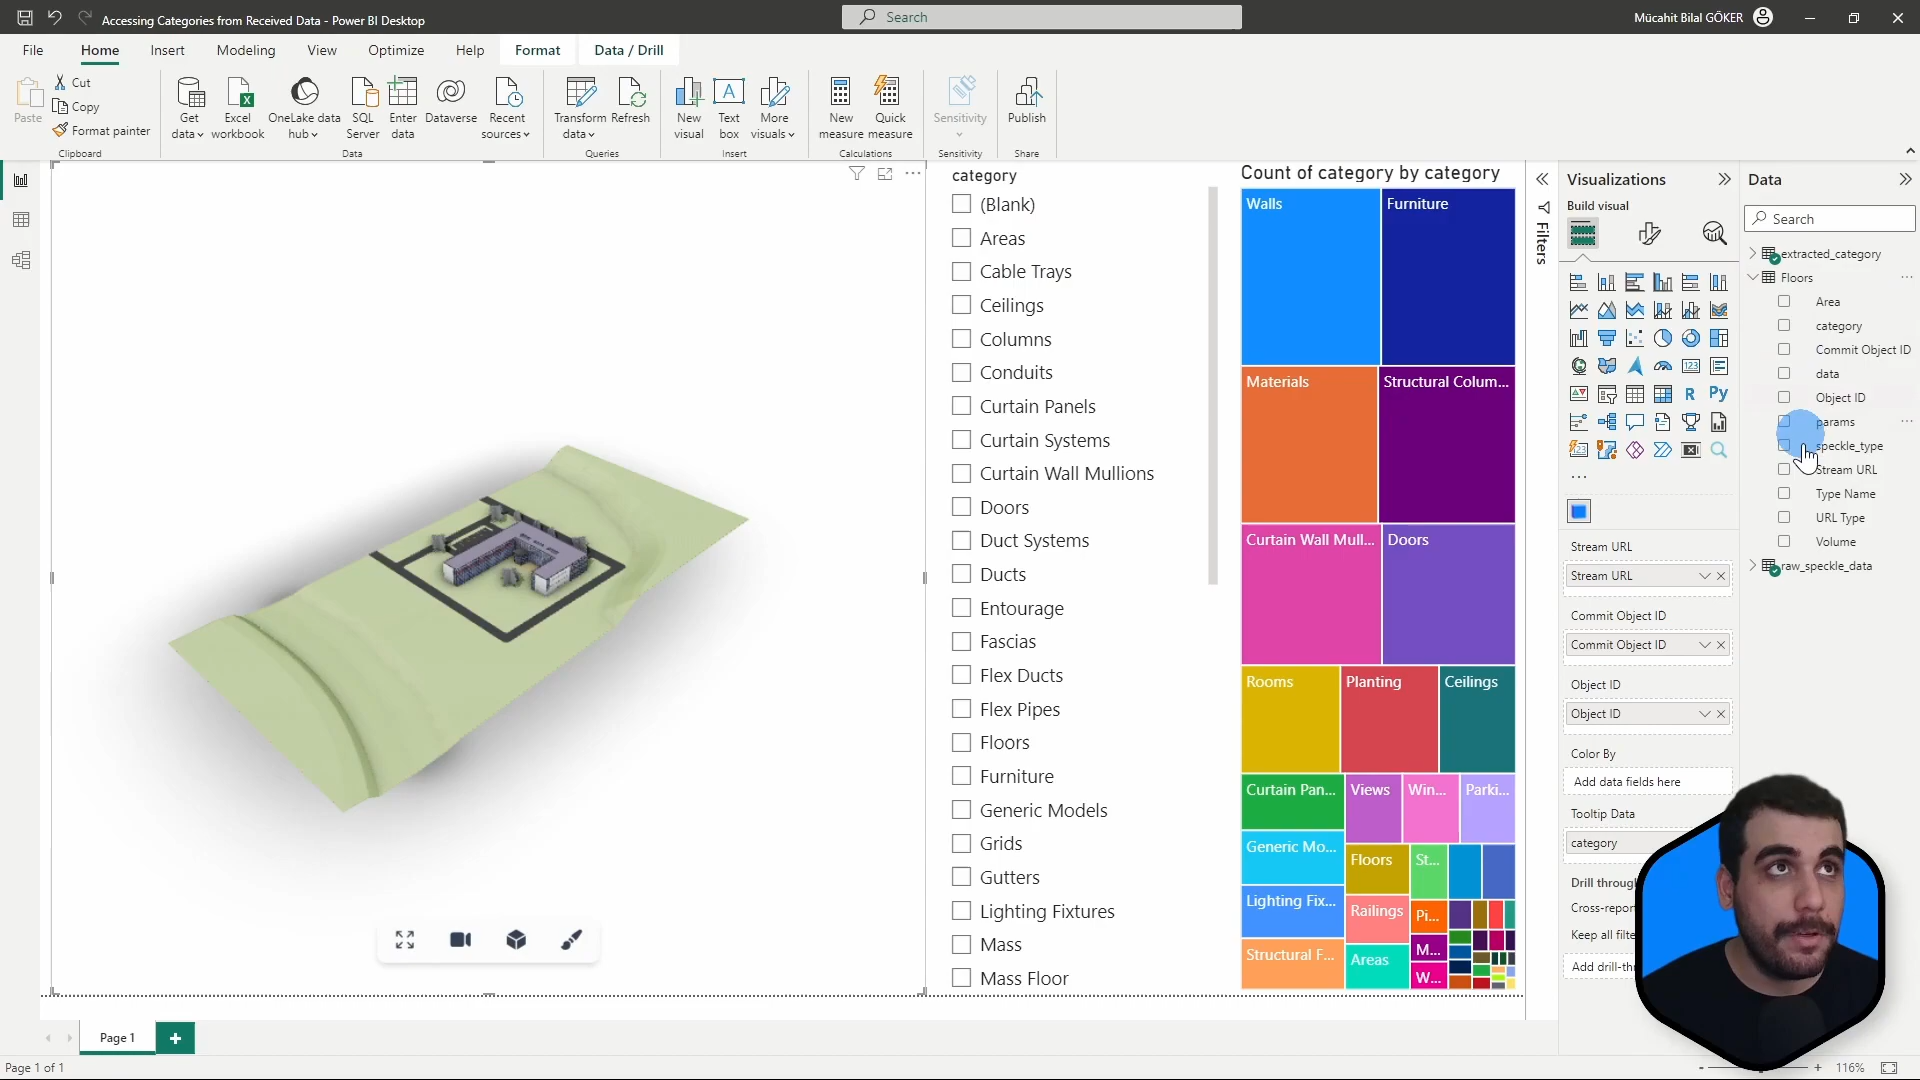 Accessing Categories from Received Data - Power BI Desktop
Search
Mücahit Bilal GÖKER
File
Home
Insert
Modeling
View
Optimize
Help
Format
Data / Drill
Paste
Cut
Copy
Format painter
Clipboard
Get data
Excel workbook
OneLake data hub
SQL Server
Enter data
Dataverse
Recent sources
Data
Transform data
Refresh
Queries
New visual
Text box
More visuals
Insert
New measure
Quick measure
Calculations
Sensitivity
Sensitivity
Publish
Share
category
(Blank)
Areas
Cable Trays
Ceilings
Columns
Conduits
Curtain Panels
Curtain Systems
Curtain Wall Mullions
Doors
Duct Systems
Ducts
Entourage
Fascias
Flex Ducts
Flex Pipes
Floors
Furniture
Generic Models
Grids
Gutters
Lighting Fixtures
Mass
Mass Floor
Count of category by category
Walls
Furniture
Materials
Structural Colum...
Curtain Wall Mull...
Doors
Rooms
Planting
Ceilings
Curtain Pan...
Views
Win...
Parki...
Generic Mo...
Floors
St...
Lighting Fix...
Railings
Pi...
Structural F...
Areas
M...
W...
Filters
Visualizations
Build visual
R
Py
123
...
Stream URL
Stream URL
Commit Object ID
Commit Object ID
Object ID
Object ID
Color By
Add data fields here
Tooltip Data
category
Drill through
Cross-repor
Keep all filte
Add drill-thr
Data
Search
extracted_category
Floors
Area
category
Commit Object ID
data
Object ID
params
speckle_type
Stream URL
Type Name
URL Type
Volume
raw_speckle_data
Page 1
Page 1 of 1
116%